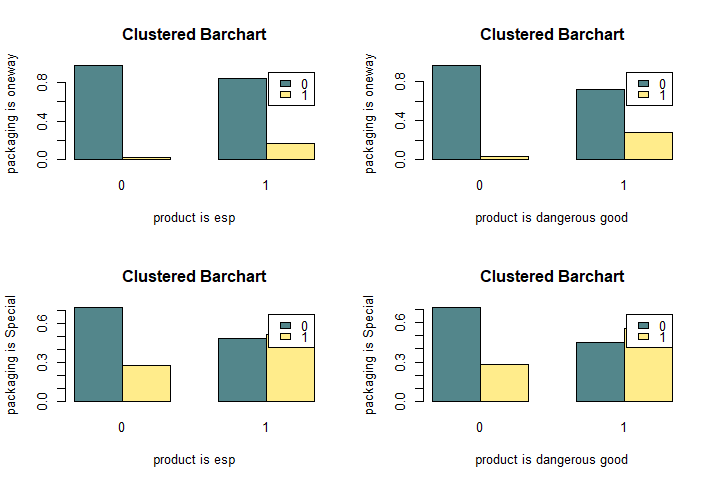 Clustered Barchart
packaging is oneway
0.0 0.4 0.8
0
1
0 1
product is esp
Clustered Barchart
packaging is oneway
0.0 0.4 0.8
0
1
0 1
product is dangerous good
Clustered Barchart
packaging is Special
0.0 0.3 0.6
0
1
0 1
product is esp
Clustered Barchart
packaging is Special
0.0 0.3 0.6
0
1
0 1
product is dangerous good